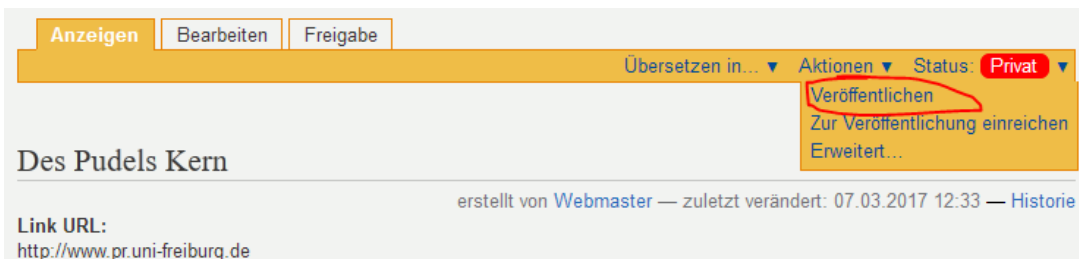 Anzeigen Bearbeiten Freigabe
Übersetzen in... ▼ Aktionen ▼ Status: Privat ▼
Veröffentlichen
Zur Veröffentlichung einreichen
Erweitert...
Des Pudels Kern
erstellt von Webmaster — zuletzt verändert: 07.03.2017 12:33 — Historie
Link URL:
http://www.pr.uni-freiburg.de